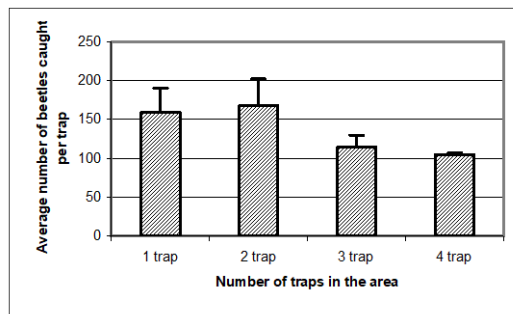 Average number of beetles caught
per trap
250
200
150
100
50
0
1 trap 2 trap 3 trap 4 trap
Number of traps in the area